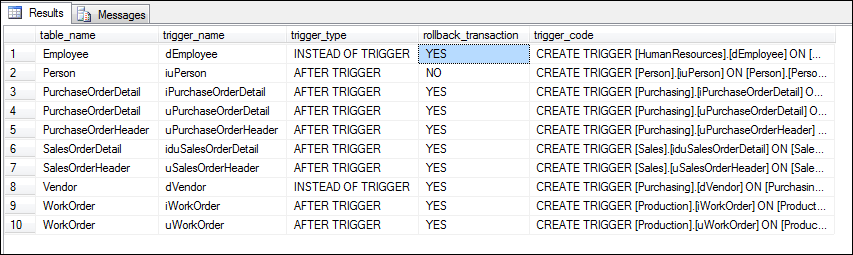 Results Messages
table_name trigger_name trigger_type rollback_transaction trigger_code
1 Employee dEmployee INSTEAD OF TRIGGER YES CREATE TRIGGER [HumanResources].[dEmployee] ON [...
2 Person iuPerson AFTER TRIGGER NO CREATE TRIGGER [Person].[iuPerson] ON [Person].[Perso...
3 PurchaseOrderDetail iPurchaseOrderDetail AFTER TRIGGER YES CREATE TRIGGER [Purchasing].[iPurchaseOrderDetail] O...
4 PurchaseOrderDetail uPurchaseOrderDetail AFTER TRIGGER YES CREATE TRIGGER [Purchasing].[uPurchaseOrderDetail] O...
5 PurchaseOrderHeader uPurchaseOrderHeader AFTER TRIGGER YES CREATE TRIGGER [Purchasing].[uPurchaseOrderHeader] ...
6 SalesOrderDetail iduSalesOrderDetail AFTER TRIGGER YES CREATE TRIGGER [Sales].[iduSalesOrderDetail] ON [Sale...
7 SalesOrderHeader uSalesOrderHeader AFTER TRIGGER YES CREATE TRIGGER [Sales].[uSalesOrderHeader] ON [Sale...
8 Vendor dVendor INSTEAD OF TRIGGER YES CREATE TRIGGER [Purchasing].[dVendor] ON [Purchasin...
9 WorkOrder iWorkOrder AFTER TRIGGER YES CREATE TRIGGER [Production].[iWorkOrder] ON [Product...
10 WorkOrder uWorkOrder AFTER TRIGGER YES CREATE TRIGGER [Production].[uWorkOrder] ON [Produc...